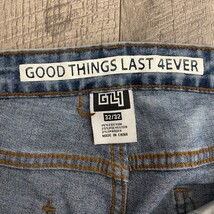 GOOD THINGS LAST 4EVER
GL4
32/32
MADE IN CHINA